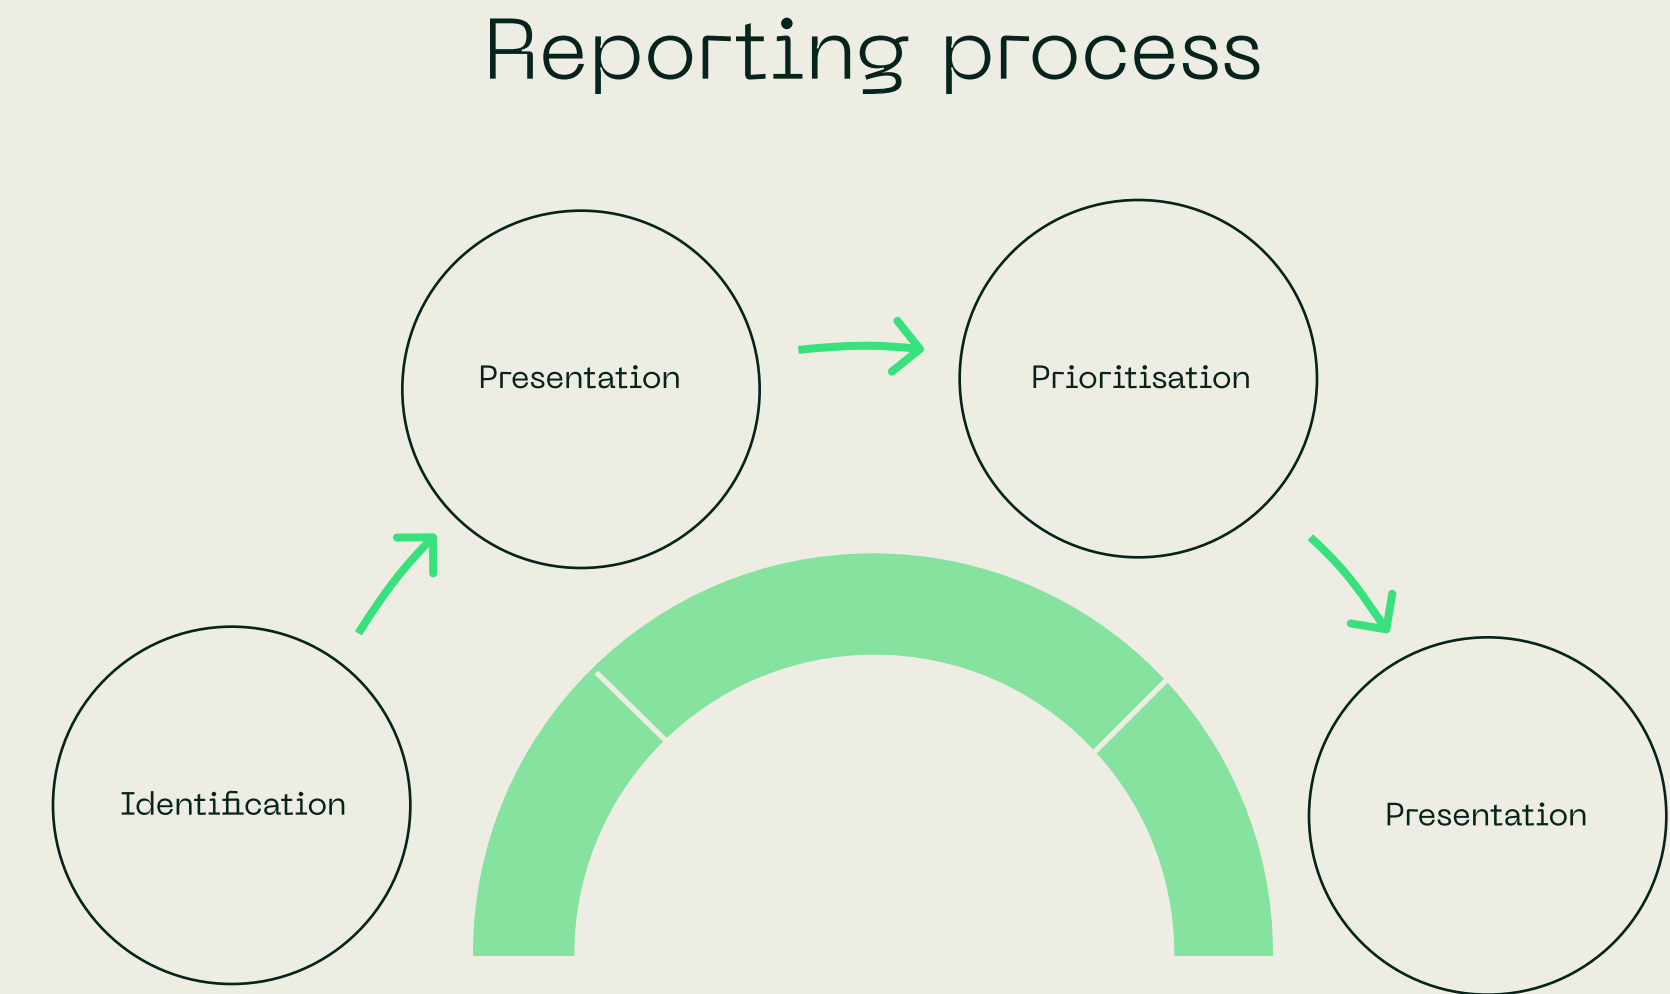 Reporting process
Identification
Presentation
Prioritisation
Presentation